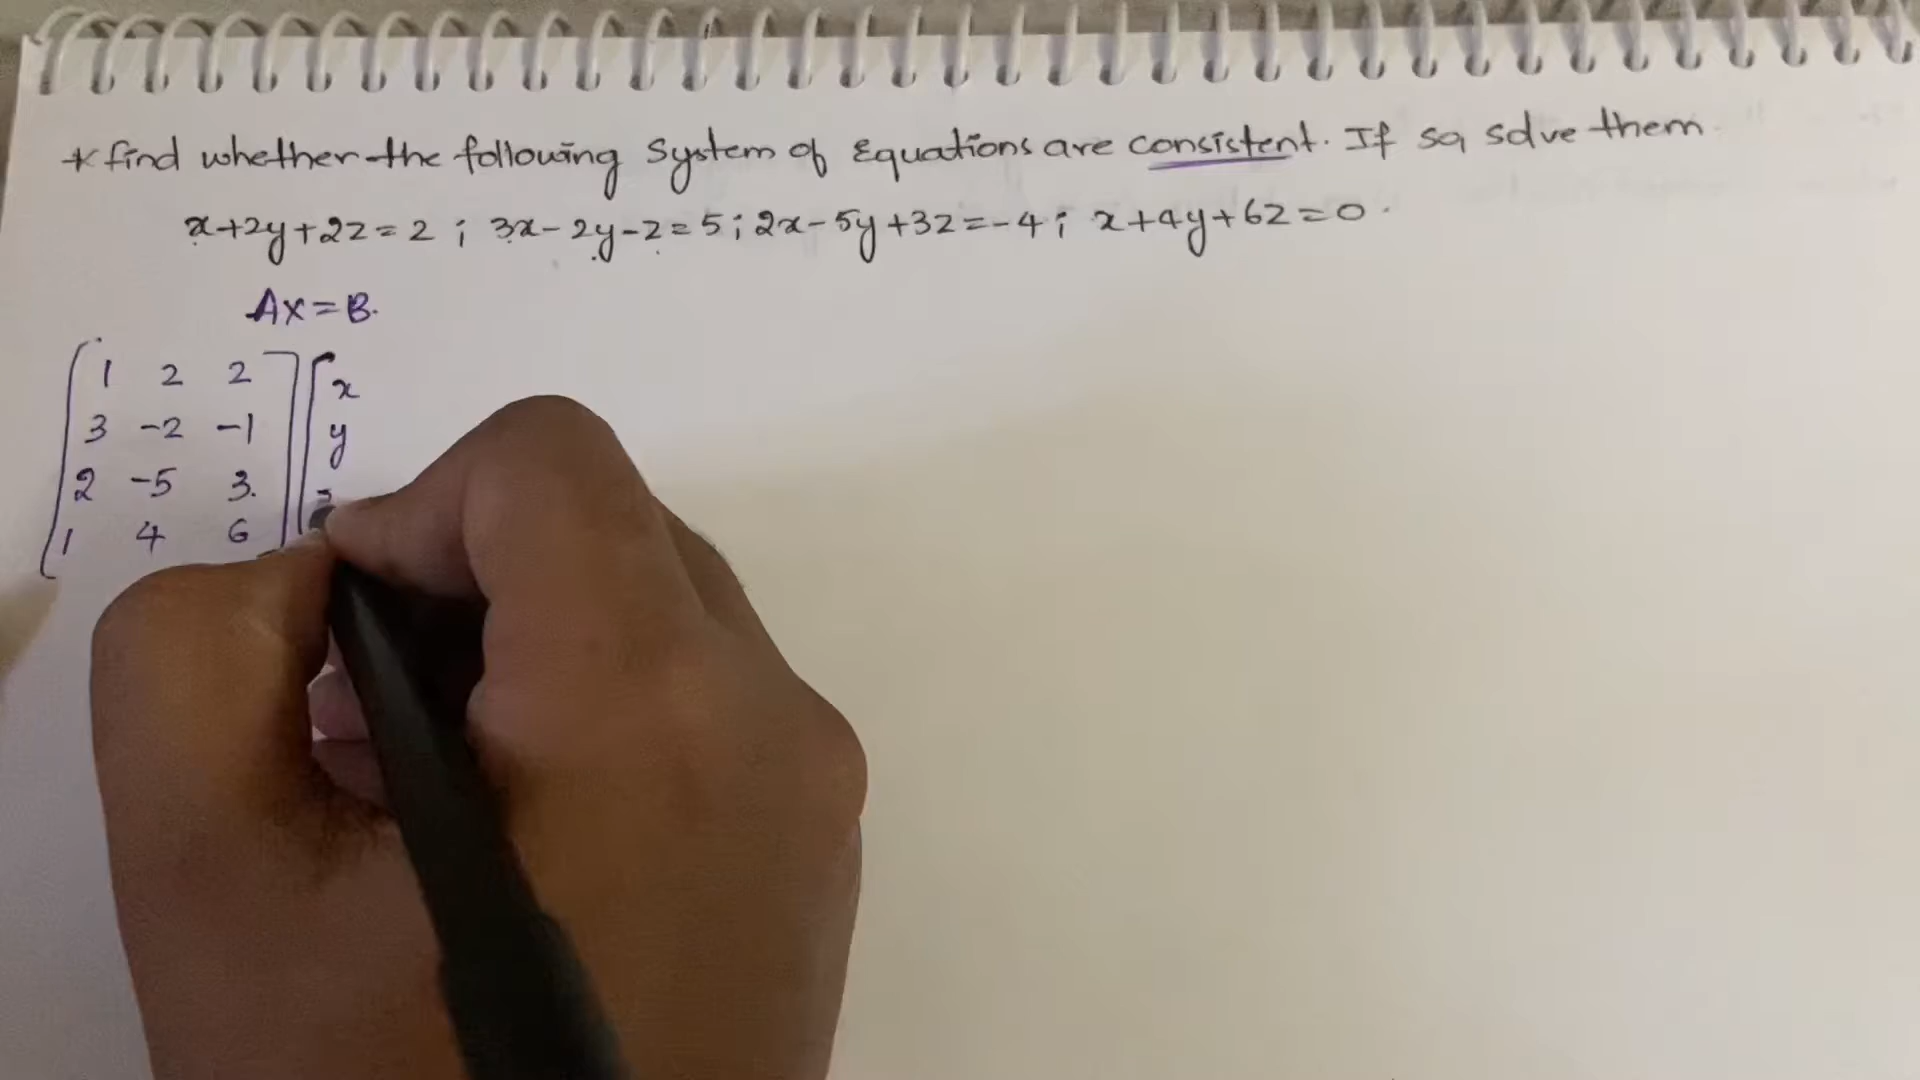 * find whether the following system of Equations are consistent. If so, solve them
x+2y+2z=2 ; 3x-2y-z=5 ; 2x-5y+3z=-4 ; x+4y+6z=0.
AX=B.
1 2 2 x
3 -2 -1 y
2 -5 3.
1 4 6